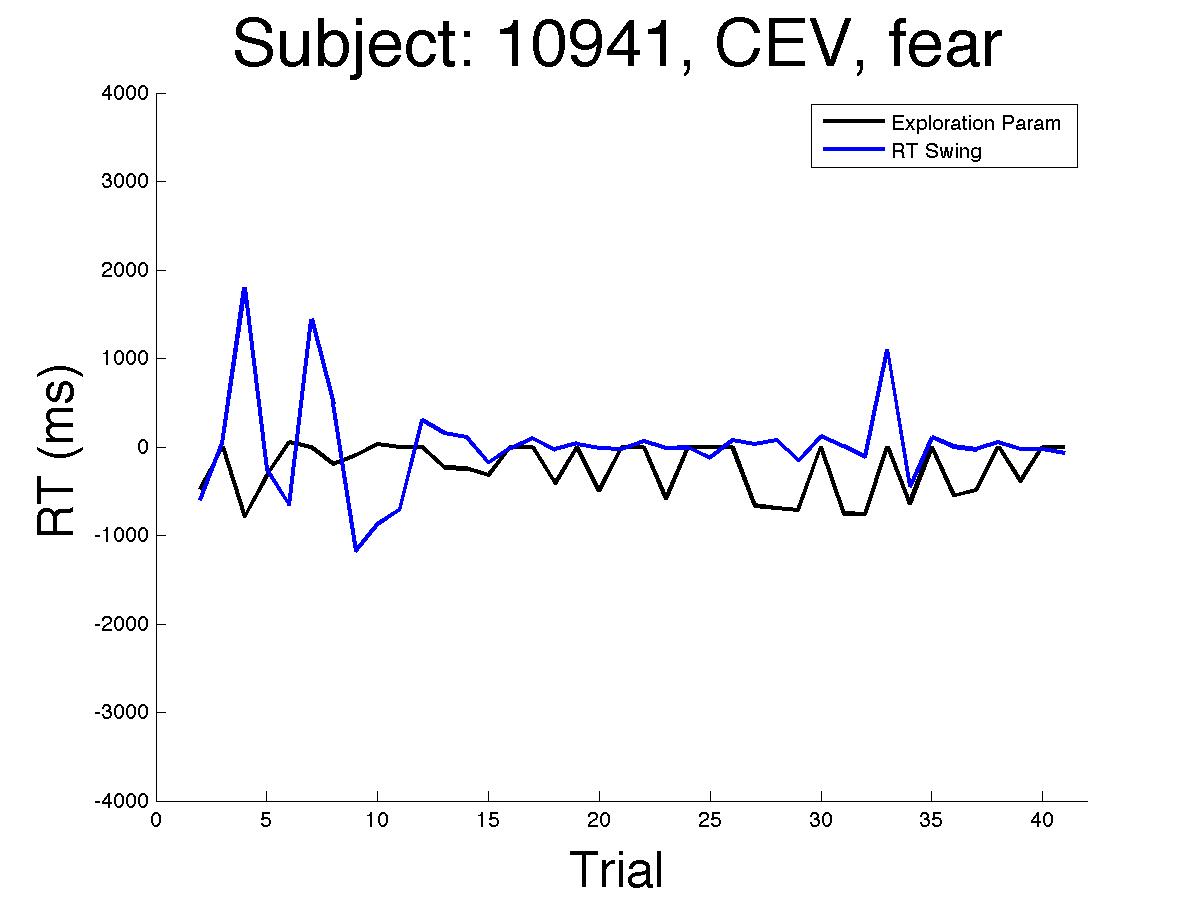 Subject: 10941, CEV, fear
Exploration Param
RT Swing
4000
3000
2000
1000
0
-1000
-2000
-3000
-4000
RT (ms)
0 5 10 15 20 25 30 35 40
Trial